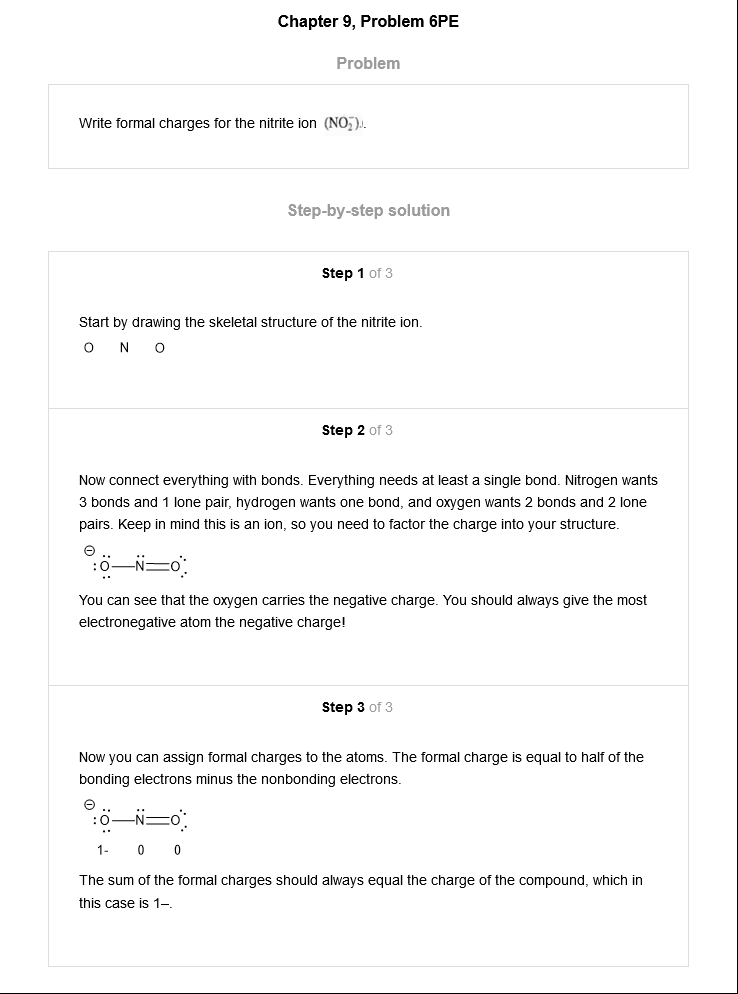 Chapter 9, Problem 6PE
Problem
Write formal charges for the nitrite ion (NO₂⁻).
Step-by-step solution
Step 1 of 3
Start by drawing the skeletal structure of the nitrite ion.
O N O
Step 2 of 3
Now connect everything with bonds. Everything needs at least a single bond. Nitrogen wants
3 bonds and 1 lone pair, hydrogen wants one bond, and oxygen wants 2 bonds and 2 lone
pairs. Keep in mind this is an ion, so you need to factor the charge into your structure.
⊖
:O—N=O:
You can see that the oxygen carries the negative charge. You should always give the most
electronegative atom the negative charge!
Step 3 of 3
Now you can assign formal charges to the atoms. The formal charge is equal to half of the
bonding electrons minus the nonbonding electrons.
⊖
:O—N=O:
1- 0 0
The sum of the formal charges should always equal the charge of the compound, which in
this case is 1–.